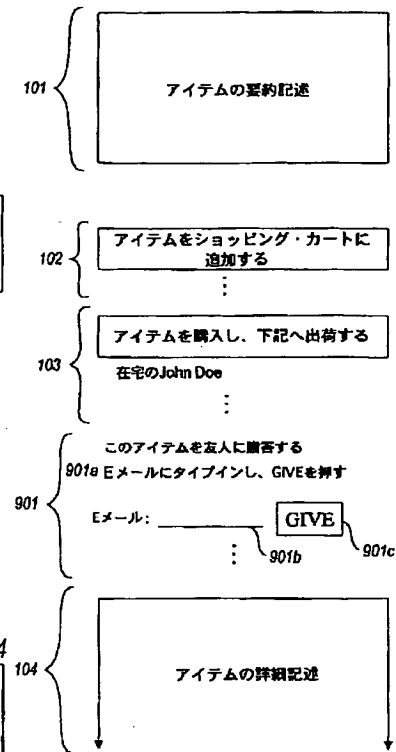 101
アイテムの要約記述
102
アイテムをショッピング・カートに
追加する
103
アイテムを購入し、下記へ出荷する
在宅のJohn Doe
このアイテムを友人に贈答する
901a Eメールにタイプインし、GIVEを押す
901
Eメール: GIVE
901b
901c
4
104
アイテムの詳細記述